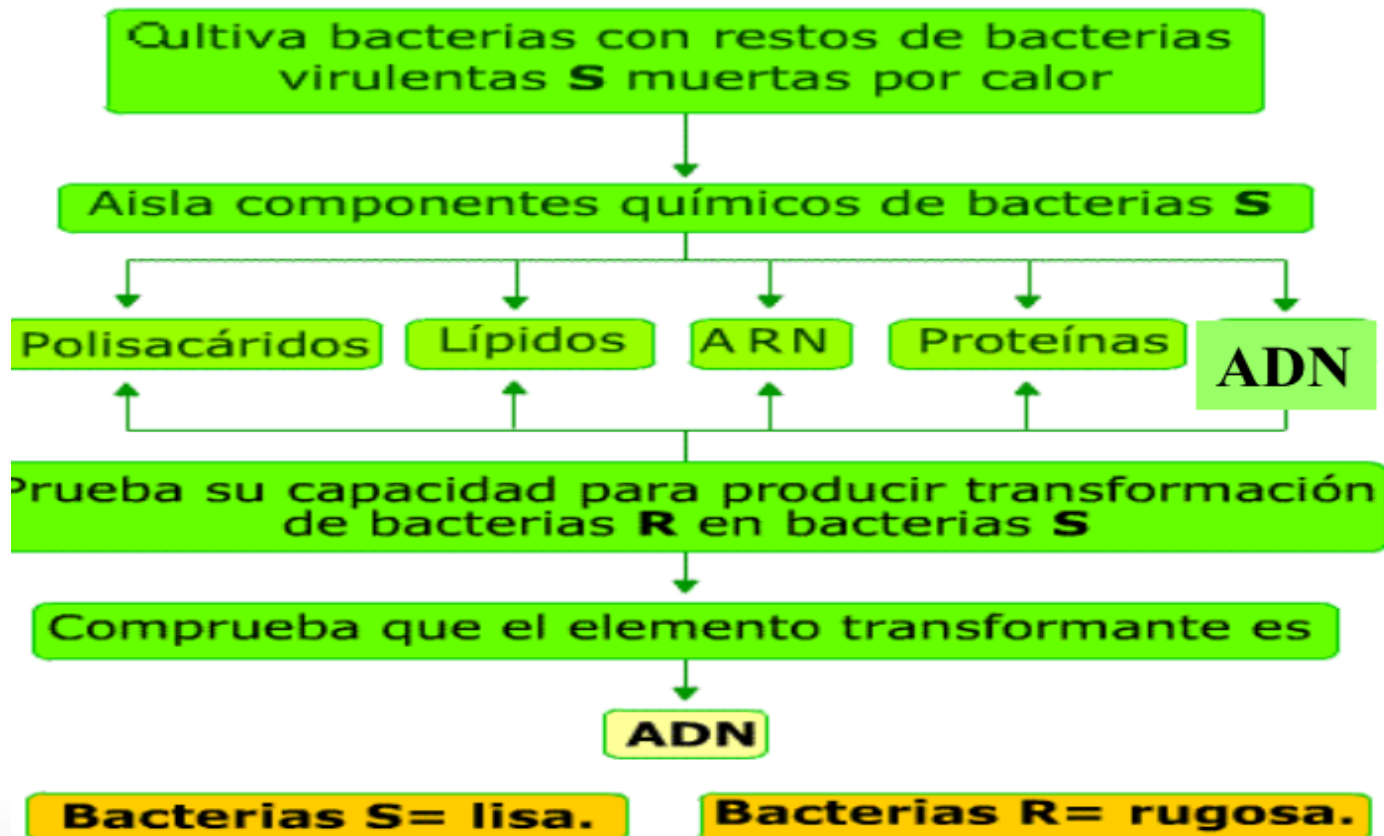 Cultiva bacterias con restos de bacterias
virulentas S muertas por calor
Aisla componentes químicos de bacterias S
Polisacáridos
Lípidos
ARN
Proteínas
ADN
Prueba su capacidad para producir transformación
de bacterias R en bacterias S
Comprueba que el elemento transformante es
ADN
Bacterias S= lisa.
Bacterias R= rugosa.